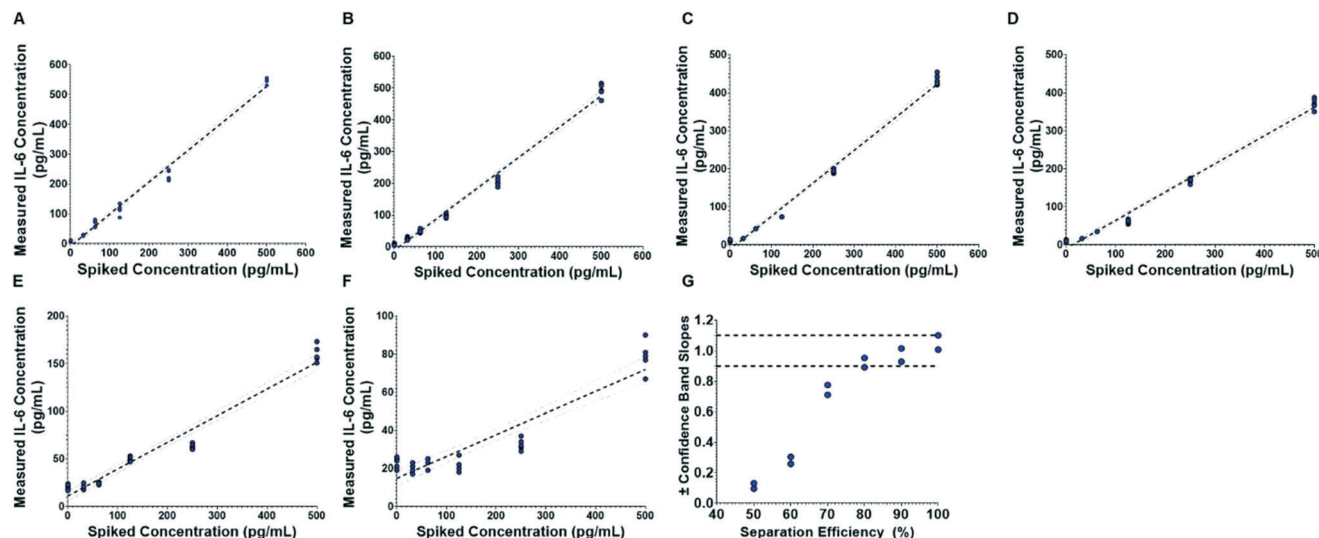 A
Measured IL-6 Concentration
(pg/mL)
600
500
400
300
200
100
0
0 100 200 300 400 500 600
Spiked Concentration (pg/mL)
B
Measured IL-6 Concentration
(pg/mL)
600
500
400
300
200
100
0
0 100 200 300 400 500 600
Spiked Concentration (pg/mL)
C
Measured IL-6 Concentration
(pg/mL)
500
400
300
200
100
0
0 100 200 300 400 500 600
Spiked Concentration (pg/mL)
D
Measured IL-6 Concentration
(pg/mL)
500
400
300
200
100
0
0 100 200 300 400 500
Spiked Concentration (pg/mL)
E
Measured IL-6 Concentration
(pg/mL)
200
150
100
50
0
0 100 200 300 400 500
Spiked Concentration (pg/mL)
F
Measured IL-6 Concentration
(pg/mL)
100
80
60
40
20
0
0 100 200 300 400 500
Spiked Concentration (pg/mL)
G
± Confidence Band Slopes
1.2
1.0
0.8
0.6
0.4
0.2
0.0
40 50 60 70 80 90 100
Separation Efficiency (%)